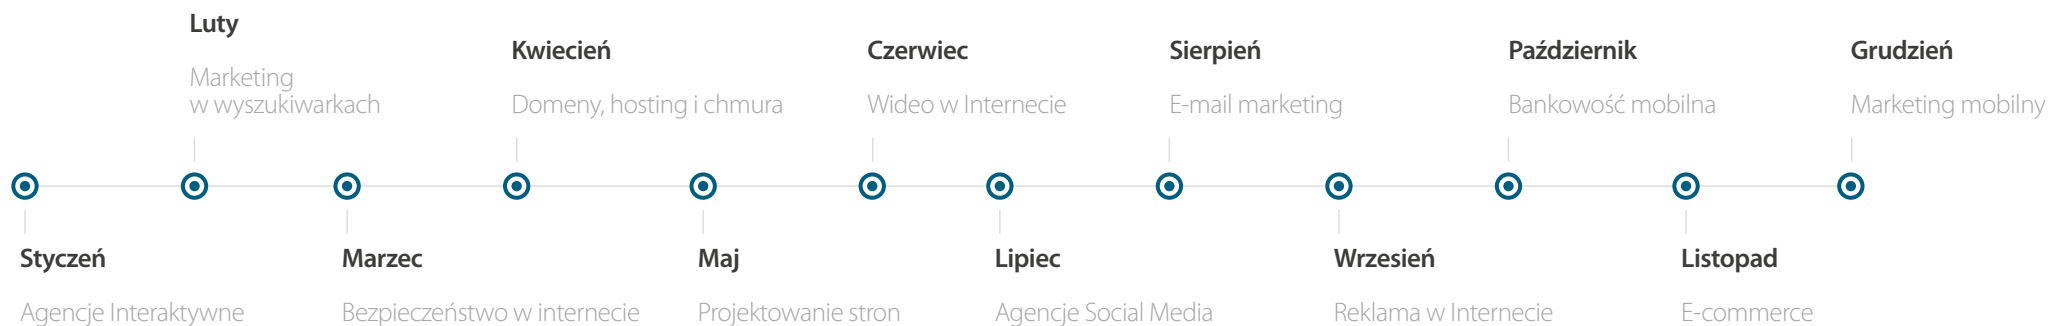 Luty
Marketing
w wyszukiwarkach
Kwiecień
Domeny, hosting i chmura
Czerwiec
Wideo w Internecie
Sierpień
E-mail marketing
Październik
Bankowość mobilna
Grudzień
Marketing mobilny
Styczeń
Agencje Interaktywne
Marzec
Bezpieczeństwo w internecie
Maj
Projektowanie stron
Lipiec
Agencje Social Media
Wrzesień
Reklama w Internecie
Listopad
E-commerce